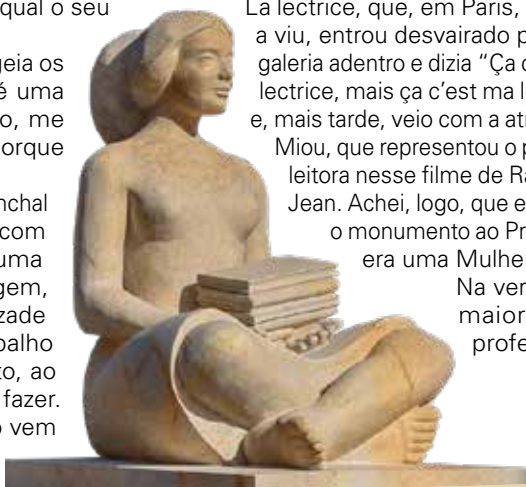 qual o seu
geia os
é uma
o, me
orque
nchal
com
uma
gem,
zade
balho
to, ao
fazer.
o vem
La lectrice, que, em Paris,
a viu, entrou desvairado p
galeria adentro e dizia “Ça c
lectrice, mais ça c’est ma l
e, mais tarde, veio com a atr
Miou, que representou o p
leitora nesse filme de Ra
Jean. Achei, logo, que e
o monumento ao Pr
era uma Mulher
Na ver
maior
profe